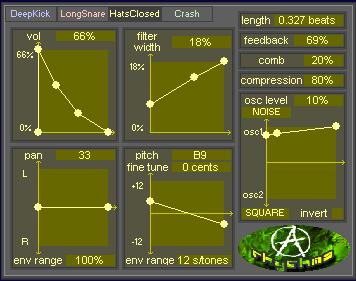 DeepKick LongSnare HatsClosed Crash
vol 66%
66%
0%
filter width 18%
18%
0%
length 0.327 beats
feedback 69%
comb 20%
compression 80%
osc level 10%
NOISE
osc1
osc2
SQUARE invert
pan 33
L
R
env range 100%
pitch B9
fine tune 0 cents
+12
-12
env range 12 s/tones